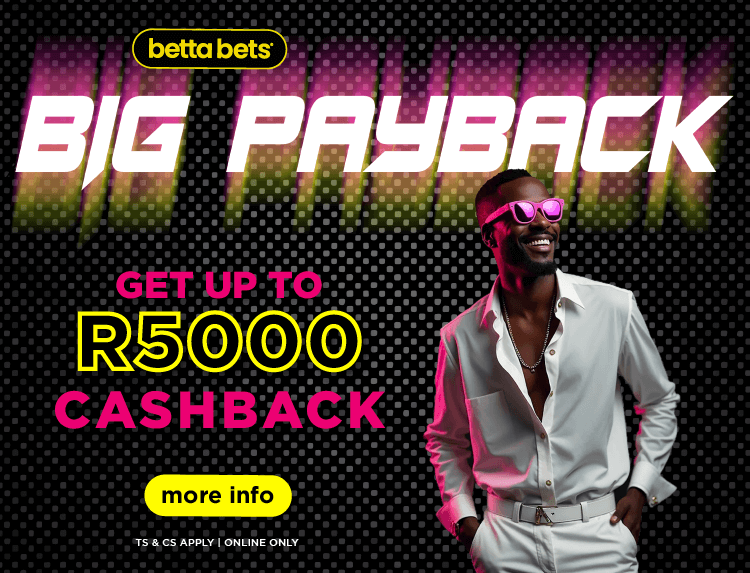 betta bets
BIG PAYBACK
GET UP TO
R5000
CASHBACK
more info
TS & CS APPLY | ONLINE ONLY